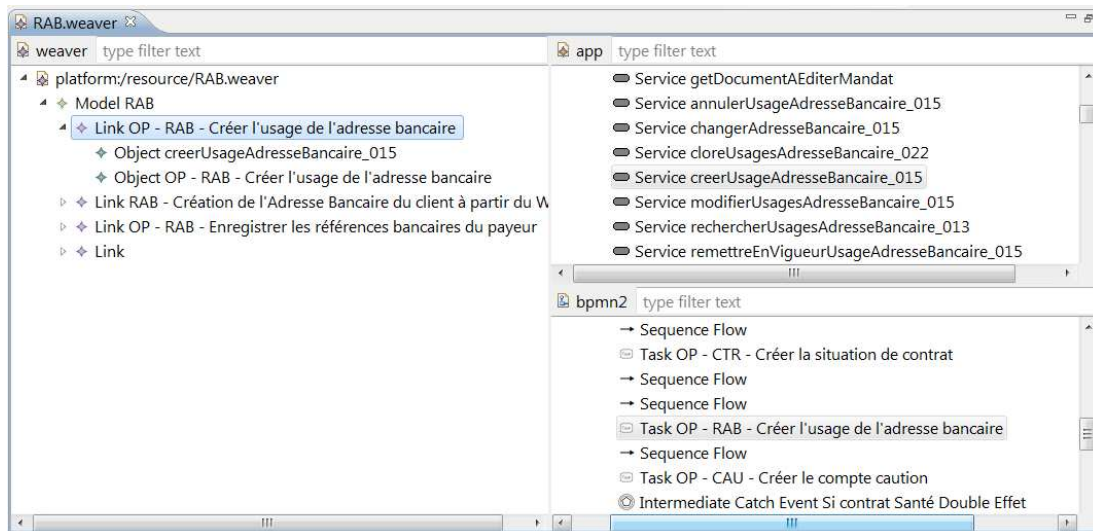 RAB.weaver
weaver type filter text
platform:/resource/RAB.weaver
Model RAB
Link OP - RAB - Créer l'usage de l'adresse bancaire
Object creerUsageAdresseBancaire_015
Object OP - RAB - Créer l'usage de l'adresse bancaire
Link RAB - Création de l'Adresse Bancaire du client à partir du W
Link OP - RAB - Enregistrer les références bancaires du payeur
Link
app type filter text
Service getDocumentAEditerMandat
Service annulerUsageAdresseBancaire_015
Service changerAdresseBancaire_015
Service cloreUsagesAdresseBancaire_022
Service creerUsageAdresseBancaire_015
Service modifierUsagesAdresseBancaire_015
Service rechercherUsagesAdresseBancaire_013
Service remettreEnVigueurUsageAdresseBancaire_015
bpmn2 type filter text
Sequence Flow
Task OP - CTR - Créer la situation de contrat
Sequence Flow
Sequence Flow
Task OP - RAB - Créer l'usage de l'adresse bancaire
Sequence Flow
Task OP - CAU - Créer le compte caution
Intermediate Catch Event Si contrat Santé Double Effet